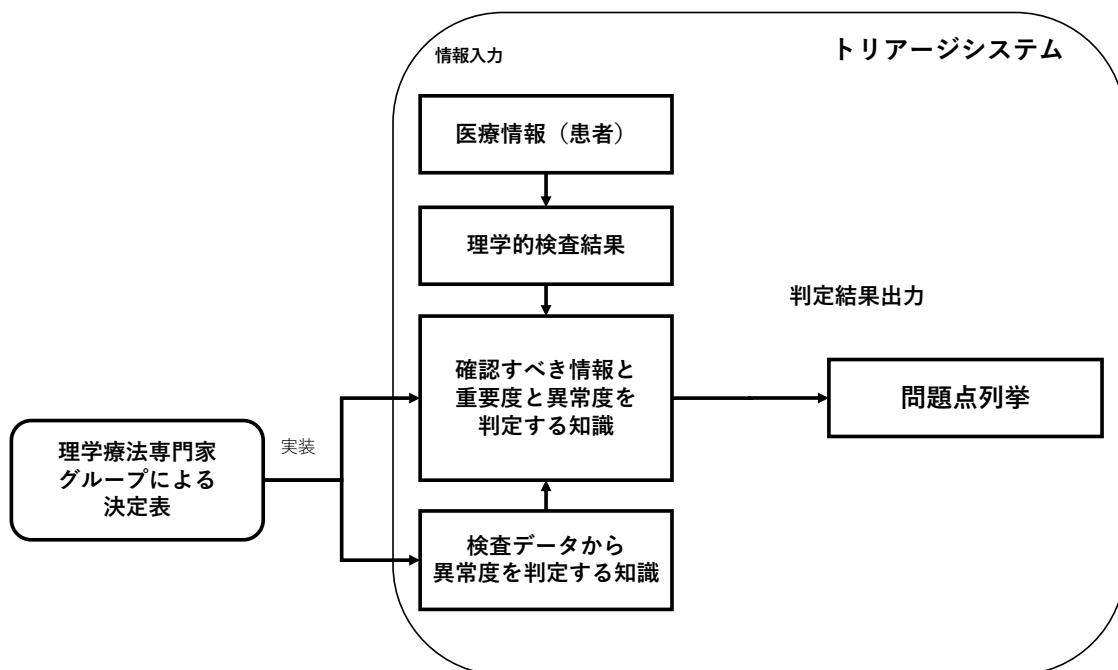 トリアージシステム
情報入力
医療情報（患者）
理学的検査結果
判定結果出力
確認すべき情報と
重要度と異常度を
判定する知識
問題点列挙
理学療法専門家
グループによる
決定表
実装
検査データから
異常度を判定する知識